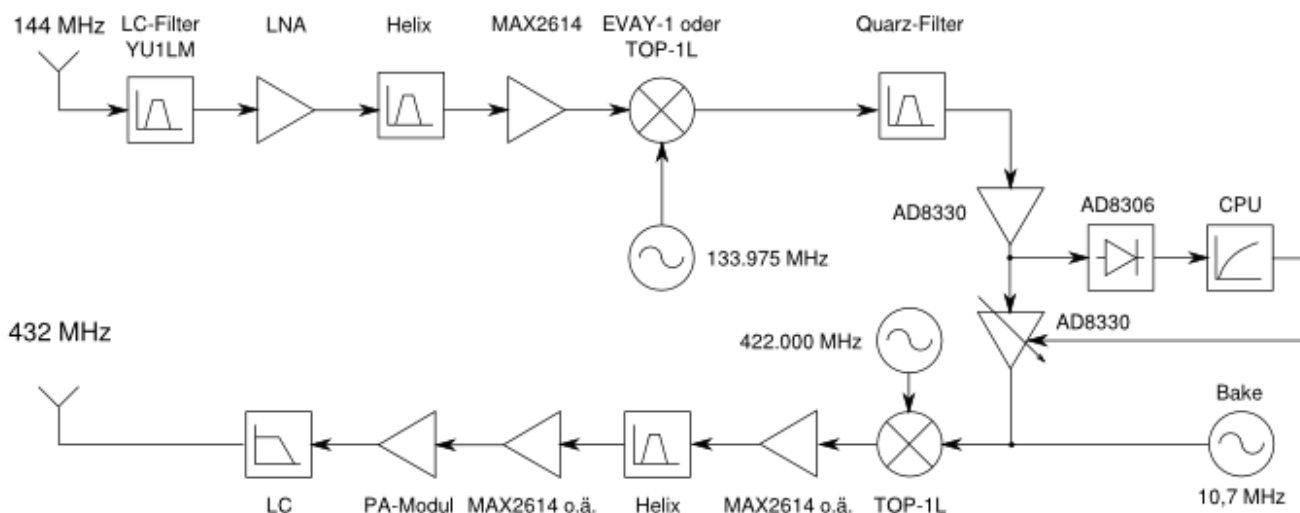 144 MHz
LC-Filter
YU1LM
LNA
Helix
MAX2614
EVAY-1 oder
TOP-1L
Quarz-Filter
AD8330
AD8306
CPU
133.975 MHz
432 MHz
422.000 MHz
AD8330
Bake
LC
PA-Modul
MAX2614 o.ä.
Helix
MAX2614 o.ä.
TOP-1L
10,7 MHz